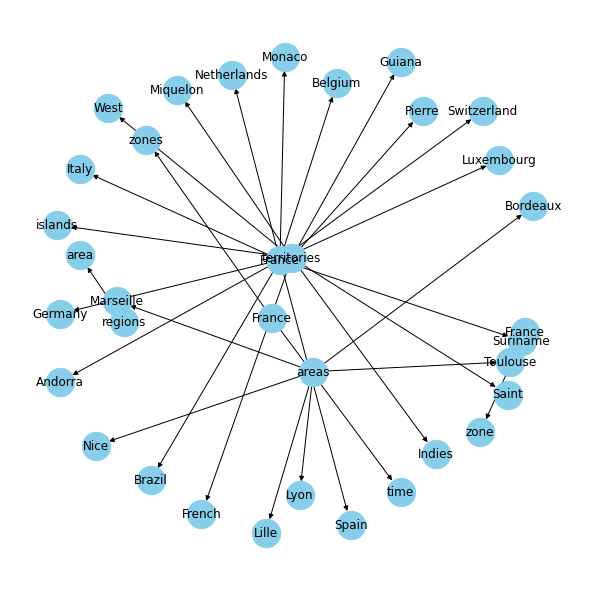 Monaco
Guiana
Netherlands
Belgium
Miquelon
West
Pierre
Switzerland
zones
Luxembourg
Italy
Bordeaux
islands
area
territories
France
Marseille
Germany
regions
France
France
Suriname
Toulouse
areas
Andorra
Saint
zone
Nice
Indies
Brazil
time
Lyon
French
Spain
Lille